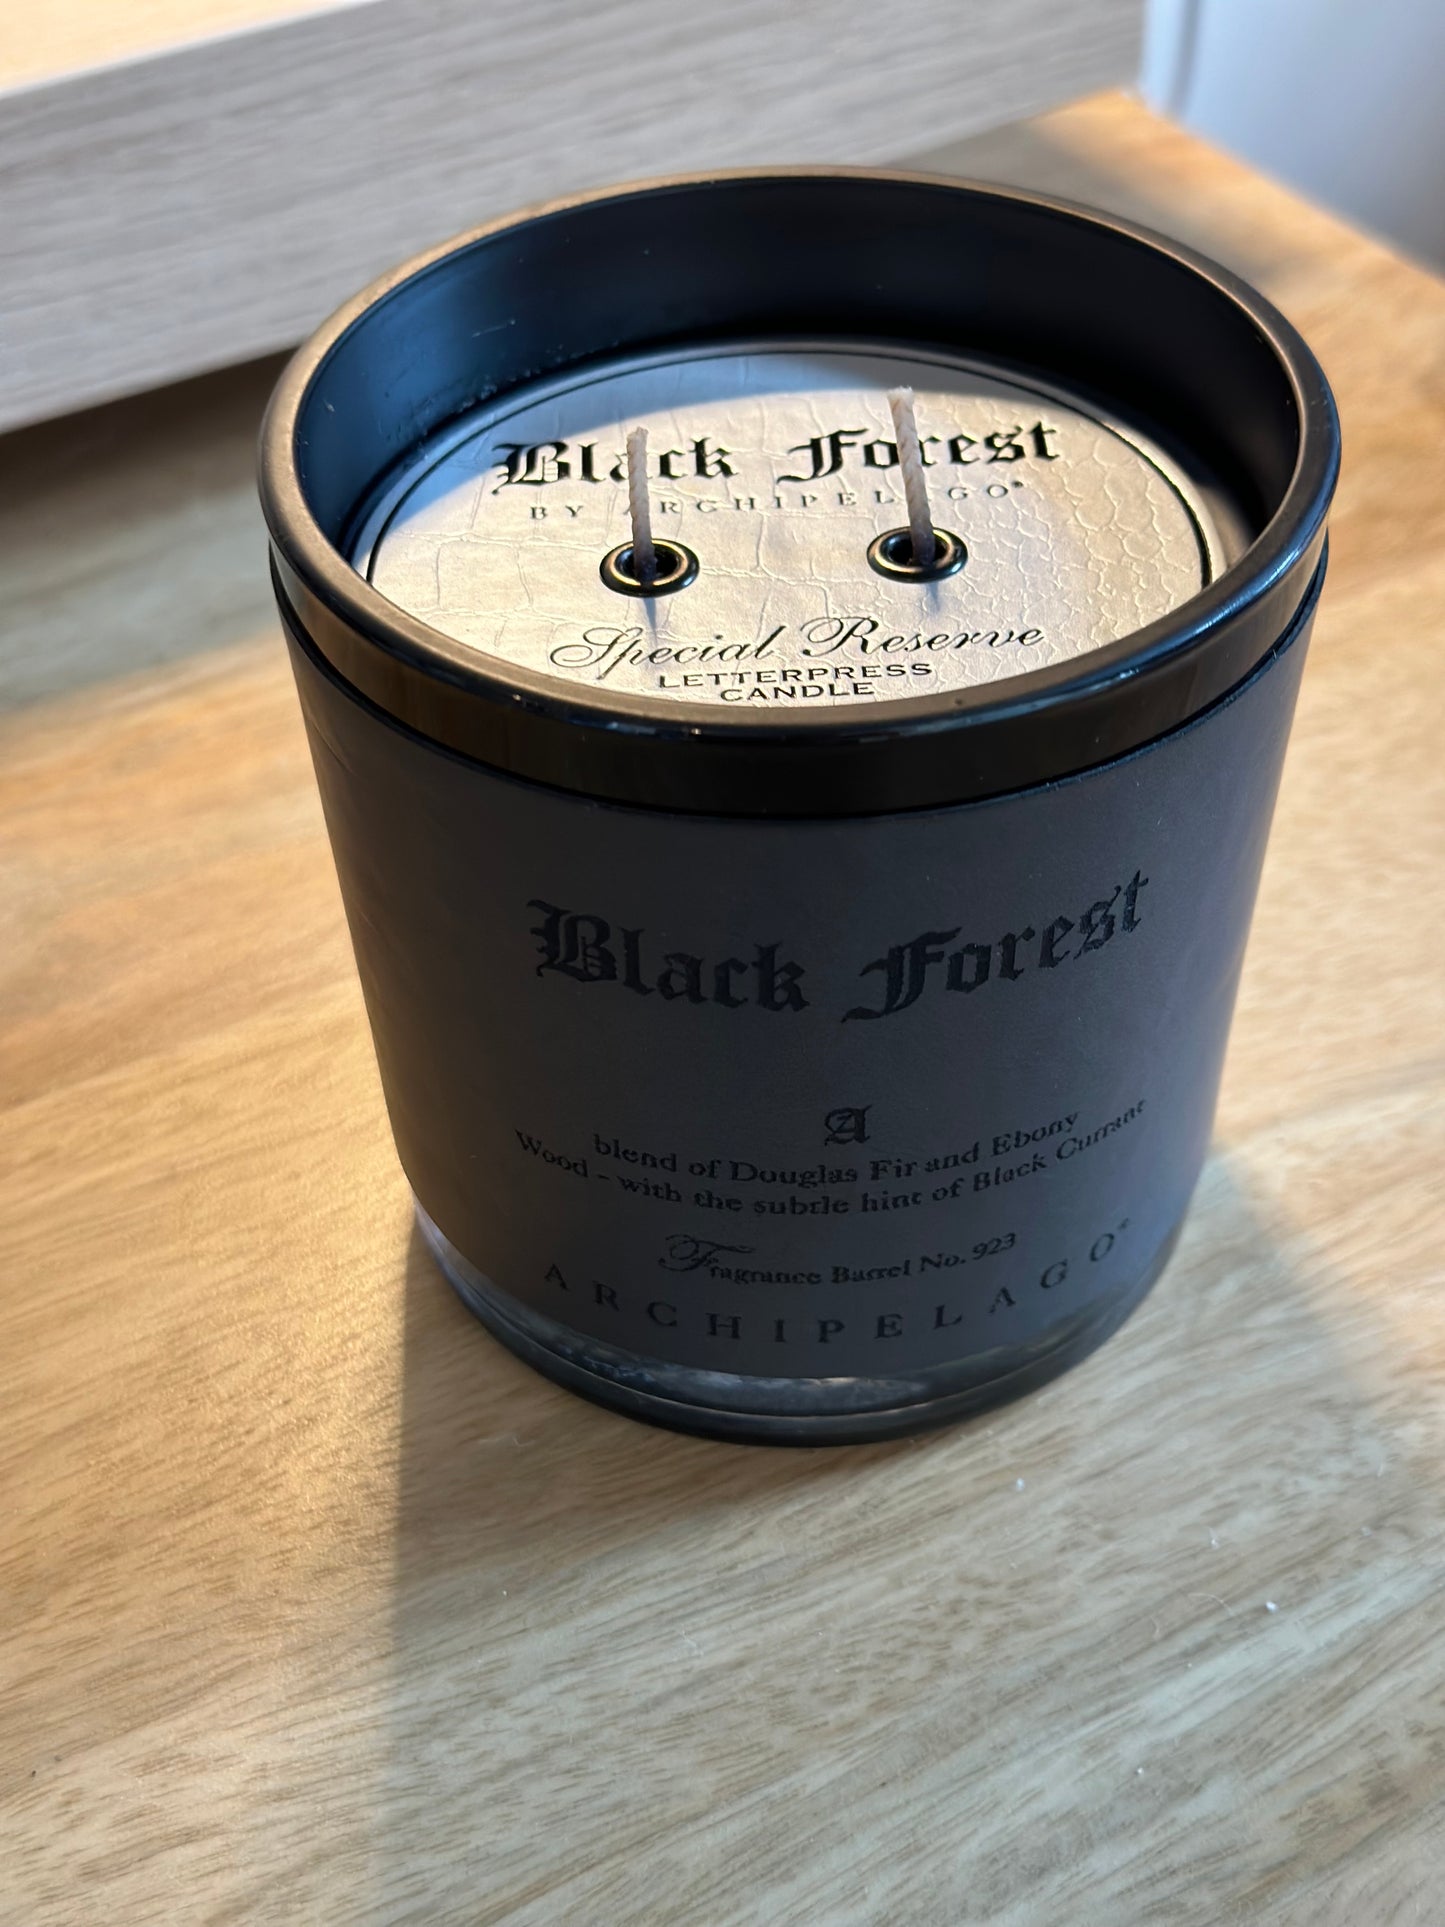 Black Forest
BY ARCHIPELAGO®
Special Reserve
LETTERPRESS
CANDLE
Black Forest
A
blend of Douglas Fir and Ebony
Wood - with the subtle hint of Black Currant
Fragrance Barrel No. 923
ARCHIPELAGO®